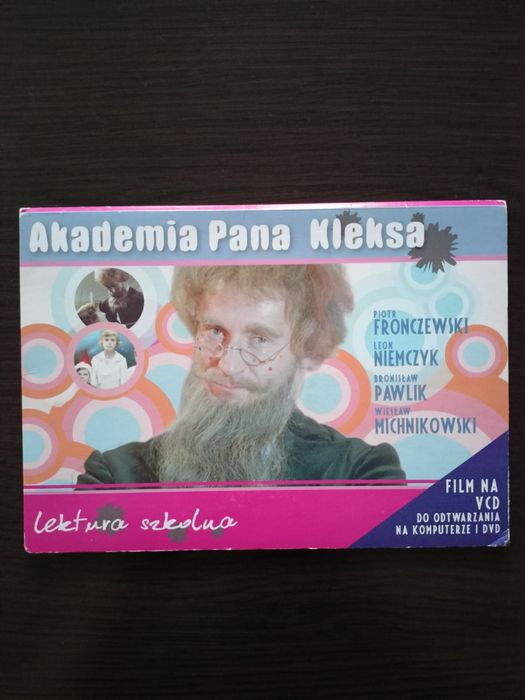 Akademia Pana Kleksa
PIOTR
FRONCZEWSKI
LEON
NIEMCZYK
BRONISŁAW
PAWLIK
WIESŁAW
MICHNIKOWSKI
FILM NA
VCD
DO ODTWARZANIA
NA KOMPUTERZE I DVD
lektura szkolna